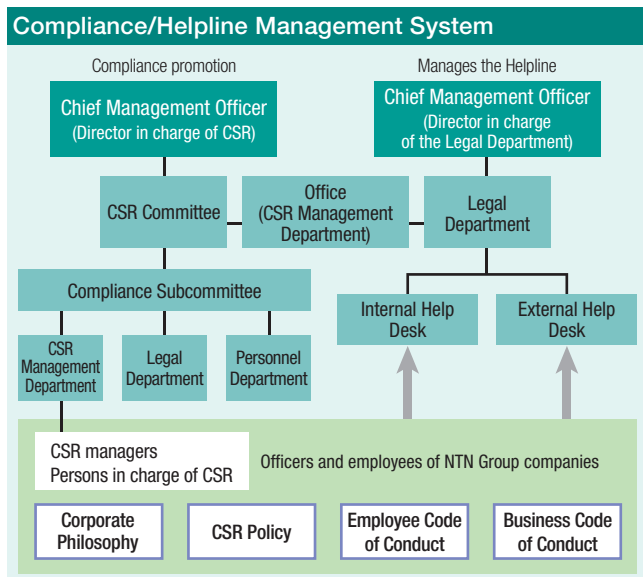 Compliance/Helpline Management System
Compliance promotion
Manages the Helpline
Chief Management Officer
(Director in charge of CSR)
Chief Management Officer
(Director in charge
of the Legal Department)
CSR Committee
Office
(CSR Management
Department)
Legal
Department
Compliance Subcommittee
Internal Help
Desk
External Help
Desk
CSR
Management
Department
Legal
Department
Personnel
Department
CSR managers
Persons in charge of CSR
Officers and employees of NTN Group companies
Corporate
Philosophy
CSR Policy
Employee Code
of Conduct
Business Code
of Conduct